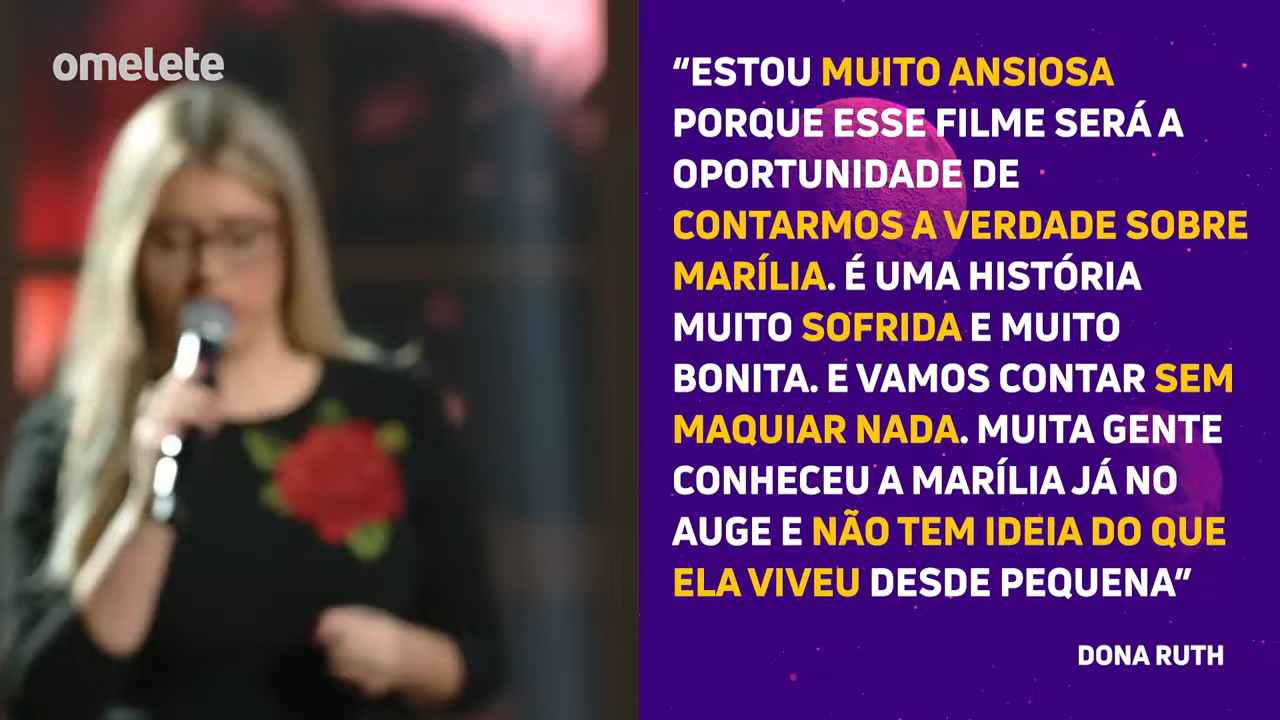 omelete
“ESTOU MUITO ANSIOSA
PORQUE ESSE FILME SERÁ A
OPORTUNIDADE DE
CONTARMOS A VERDADE SOBRE
MARÍLIA. É UMA HISTÓRIA
MUITO SOFRIDA E MUITO
BONITA. E VAMOS CONTAR SEM
MAQUIAR NADA. MUITA GENTE
CONHECEU A MARÍLIA JÁ NO
AUGE E NÃO TEM IDEIA DO QUE
ELA VIVEU DESDE PEQUENA”
DONA RUTH